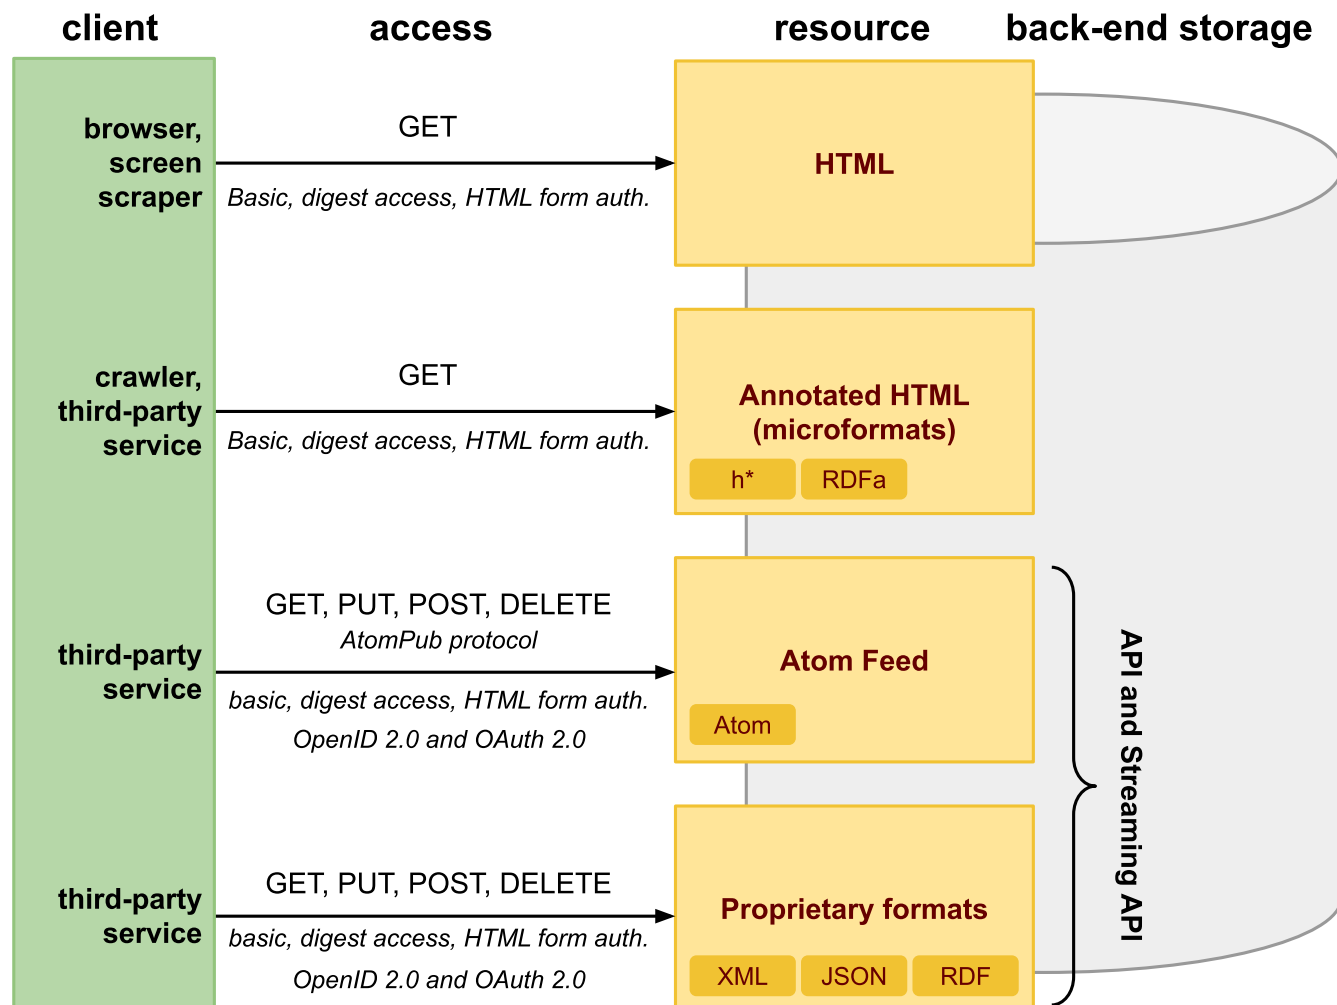 client
access
resource
back-end storage
browser,
screen
scraper
GET
Basic, digest access, HTML form auth.
HTML
crawler,
third-party
service
GET
Basic, digest access, HTML form auth.
Annotated HTML
(microformats)
h*
RDFa
third-party
service
GET, PUT, POST, DELETE
AtomPub protocol
basic, digest access, HTML form auth.
OpenID 2.0 and OAuth 2.0
Atom Feed
Atom
third-party
service
GET, PUT, POST, DELETE
basic, digest access, HTML form auth.
OpenID 2.0 and OAuth 2.0
Proprietary formats
XML
JSON
RDF
API and Streaming API